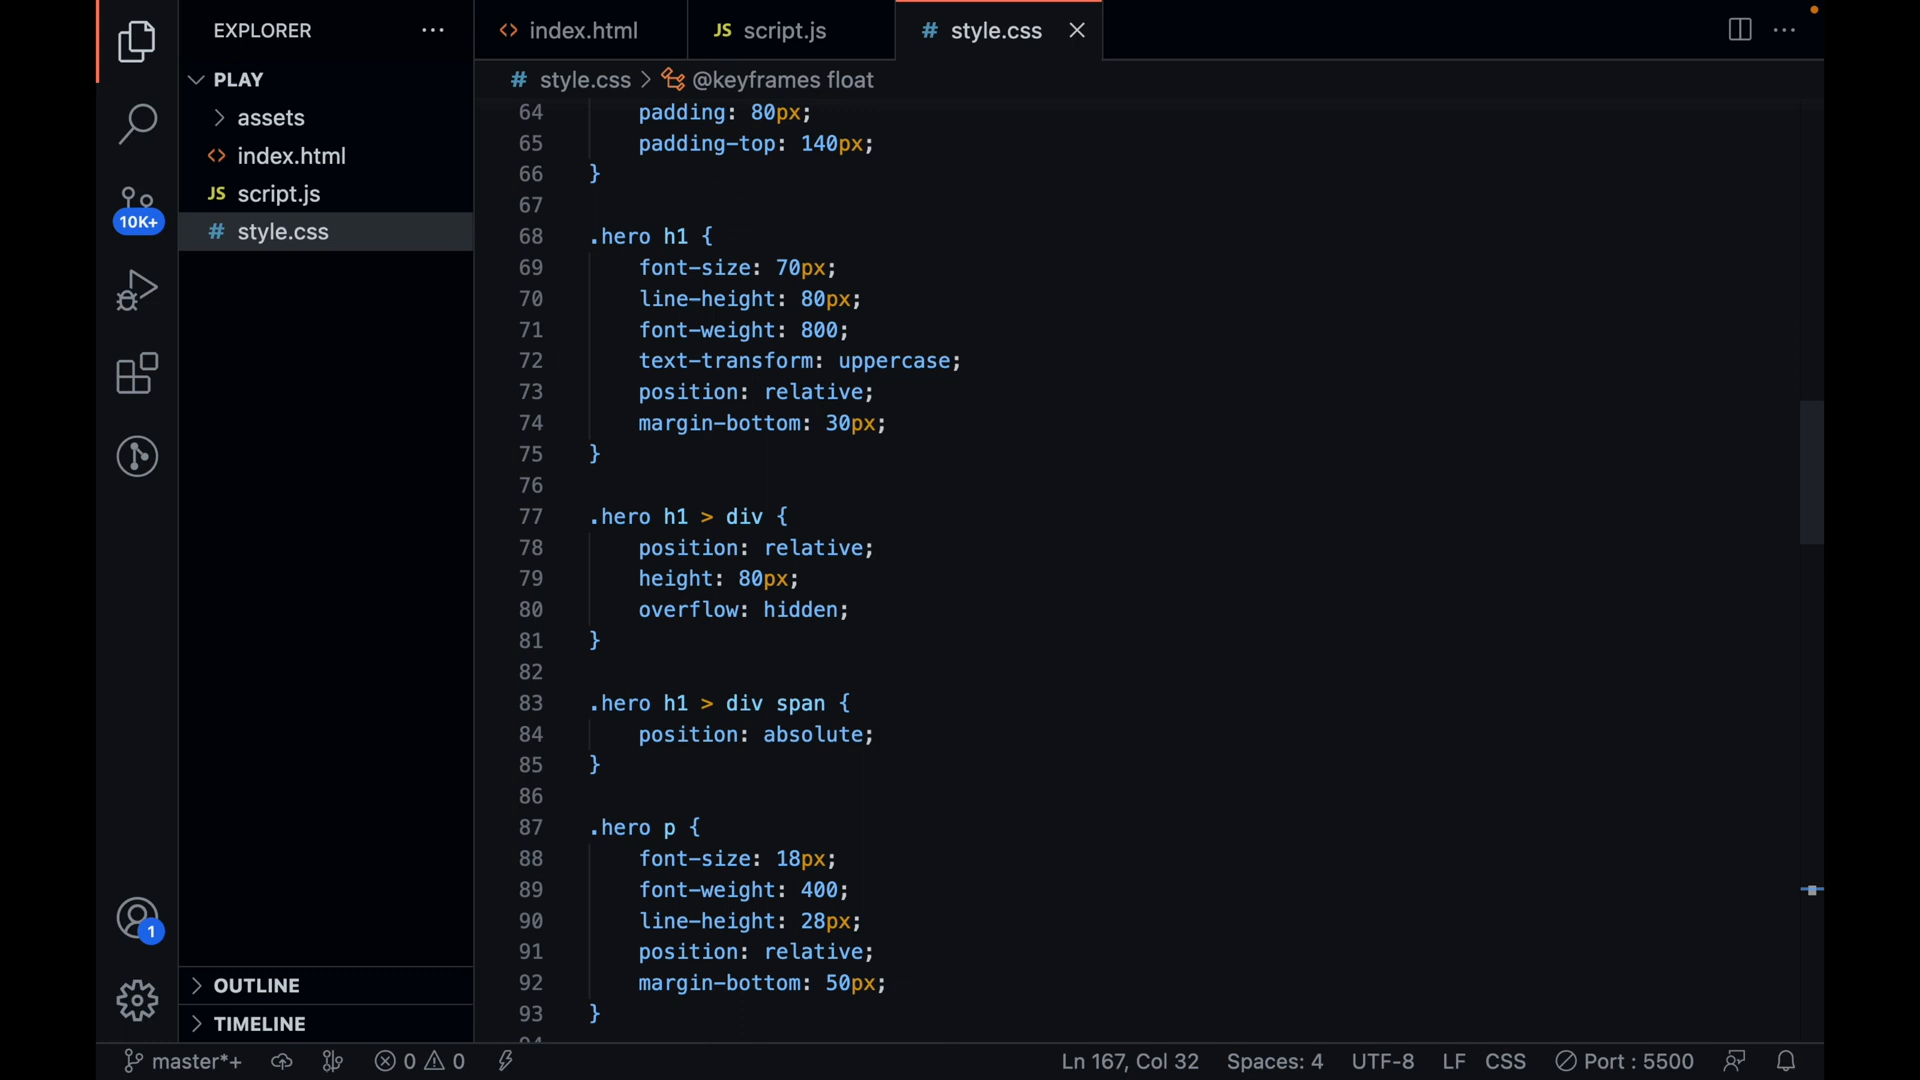 EXPLORER
index.html
script.js
style.css
PLAY
assets
index.html
script.js
style.css
10K+
1
OUTLINE
TIMELINE
# style.css > @keyframes float
64 padding: 80px;
65 padding-top: 140px;
66 }
67
68 .hero h1 {
69 font-size: 70px;
70 line-height: 80px;
71 font-weight: 800;
72 text-transform: uppercase;
73 position: relative;
74 margin-bottom: 30px;
75 }
76
77 .hero h1 > div {
78 position: relative;
79 height: 80px;
80 overflow: hidden;
81 }
82
83 .hero h1 > div span {
84 position: absolute;
85 }
86
87 .hero p {
88 font-size: 18px;
89 font-weight: 400;
90 line-height: 28px;
91 position: relative;
92 margin-bottom: 50px;
93 }
master*+ 0 0 Ln 167, Col 32 Spaces: 4 UTF-8 LF CSS Port : 5500